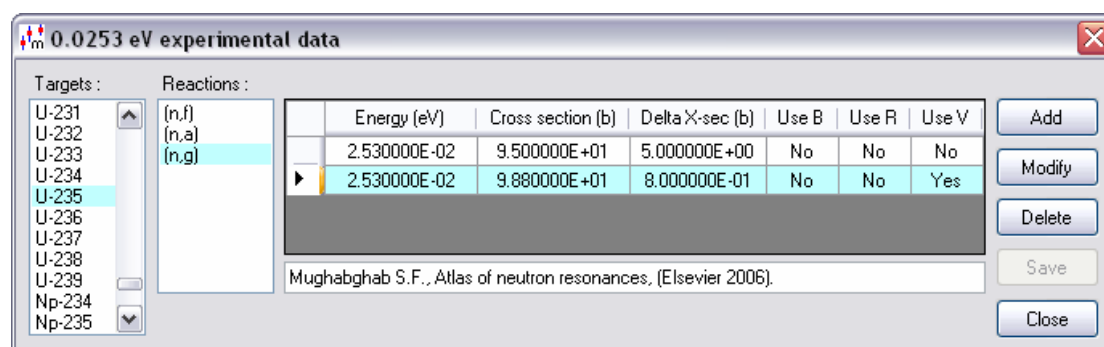 0.0253 eV experimental data
Targets :
Reactions :
U-231
U-232
U-233
U-234
U-235
U-236
U-237
U-238
U-239
Np-234
Np-235
(n,f)
(n,a)
(n,g)
Energy (eV) Cross section (b) Delta X-sec (b) Use B Use R Use V
2.530000E-02 9.500000E+01 5.000000E+00 No No No
2.530000E-02 9.880000E+01 8.000000E-01 No No Yes
Mughabghab S.F., Atlas of neutron resonances, (Elsevier 2006).
Add
Modify
Delete
Save
Close